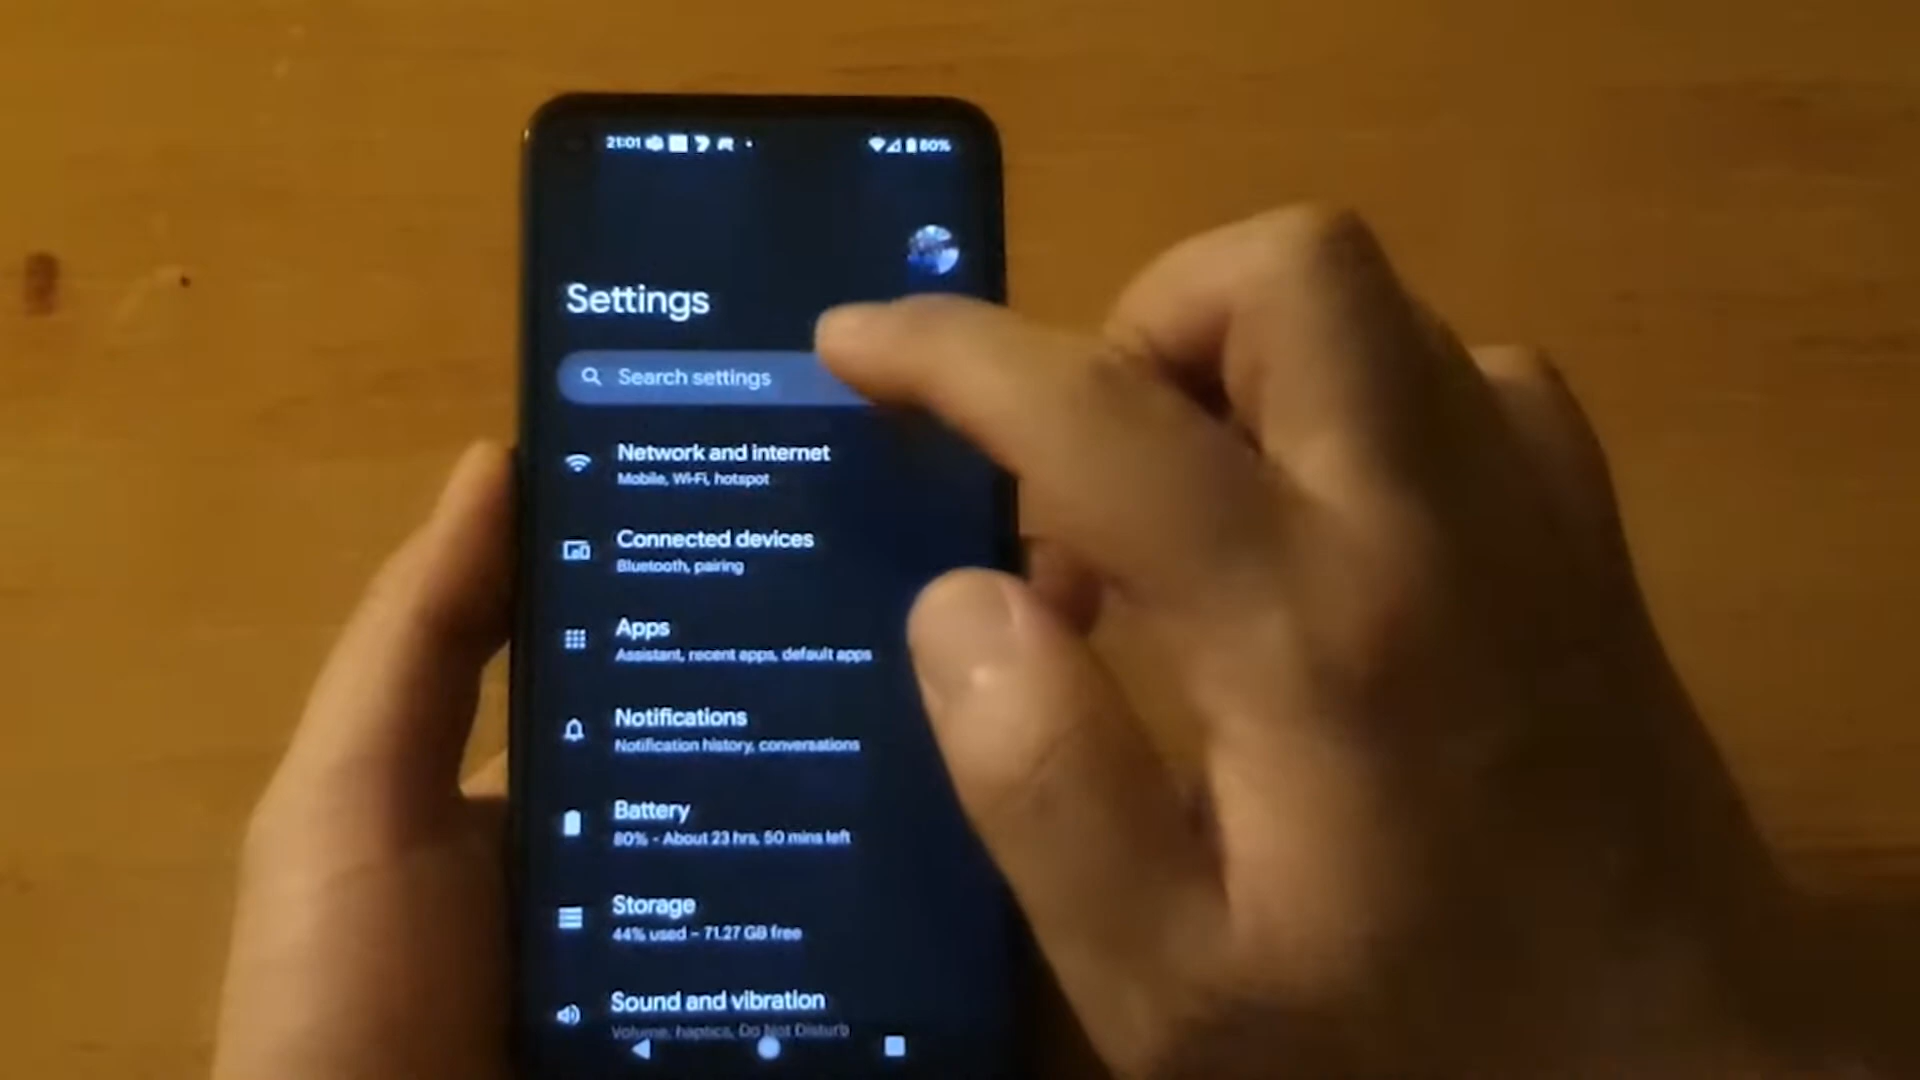 21:01 80%
Settings
Search settings
Network and internet
Mobile, Wi-Fi, hotspot
Connected devices
Bluetooth, pairing
Apps
Assistant, recent apps, default apps
Notifications
Notification history, conversations
Battery
80% - About 23 hrs, 50 mins left
Storage
44% used - 71.27 GB free
Sound and vibration
Volume, haptics, Do Not Disturb